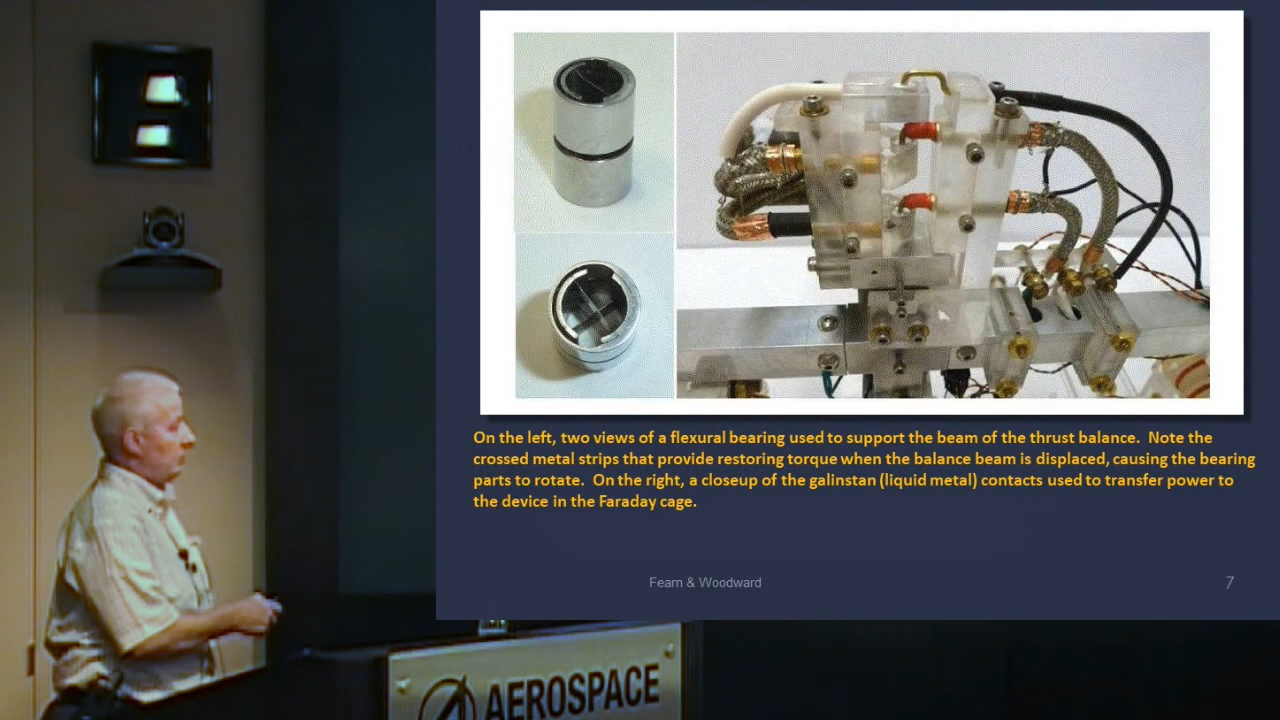 On the left, two views of a flexural bearing used to support the beam of the thrust balance. Note the
crossed metal strips that provide restoring torque when the balance beam is displaced, causing the bearing
parts to rotate. On the right, a closeup of the galinstan (liquid metal) contacts used to transfer power to
the device in the Faraday cage.
Fearn & Woodward
7
AEROSPACE